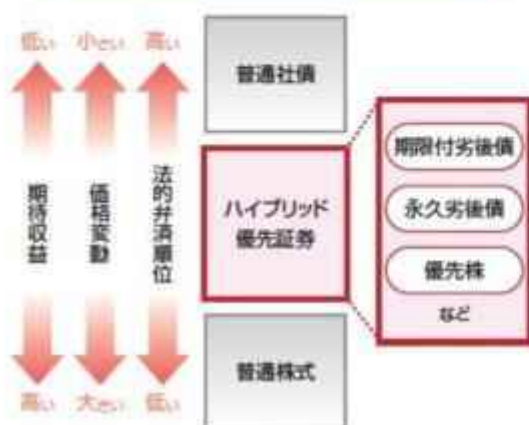 低い 小さい 高い
期待収益
価格変動
法的弁済順位
高い 大きい 低い
普通社債
ハイブリッド
優先証券
普通株式
期限付劣後債
永久劣後債
優先株
など